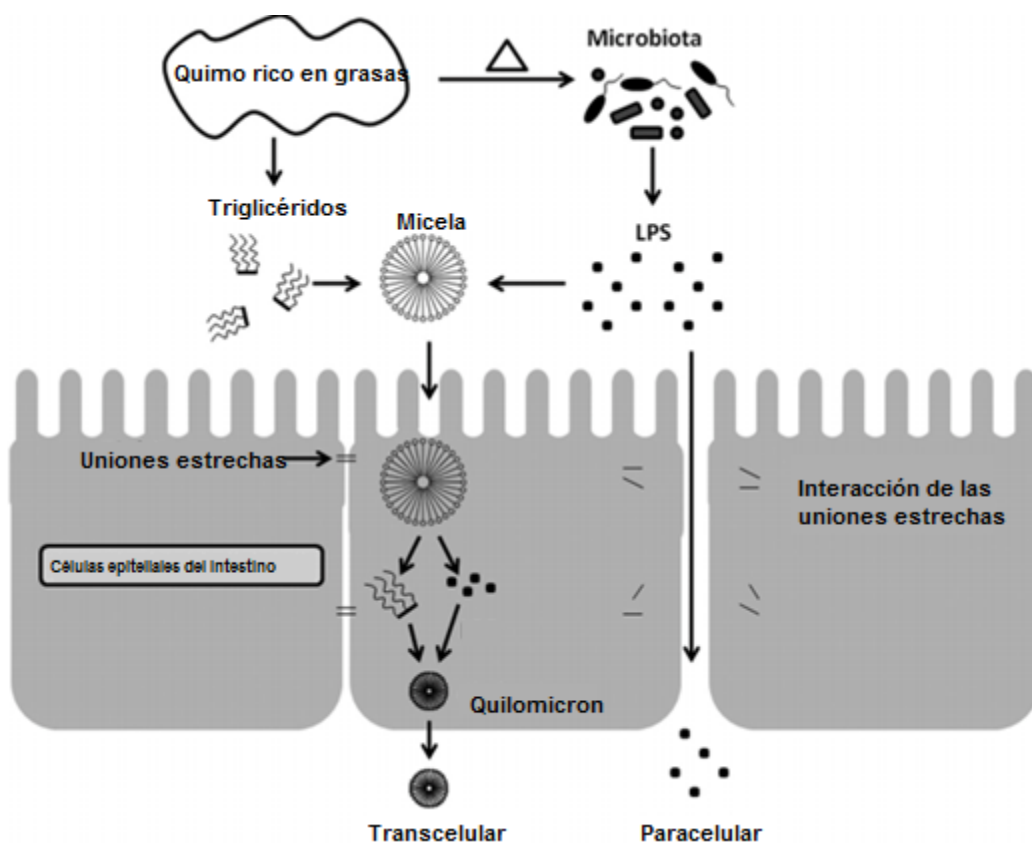 Microbiota
Quimo rico en grasas
Triglicéridos
Micela
LPS
Uniones estrechas
Interacción de las
uniones estrechas
Células epiteliales del intestino
Quilomicron
Transcelular
Paracelular